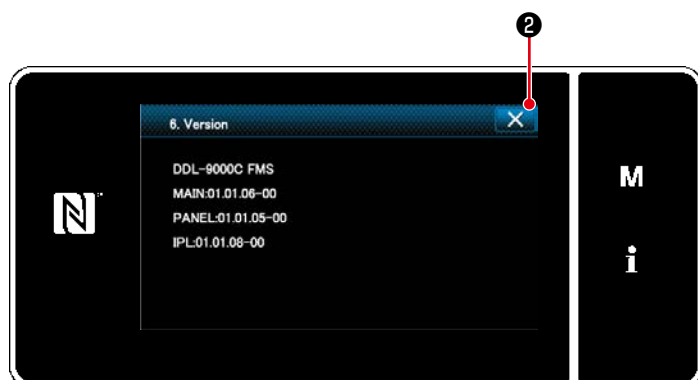 ❷
6. Version
DDL-9000C FMS
MAIN:01.01.06-00
PANEL:01.01.05-00
IPL:01.01.08-00
M
i